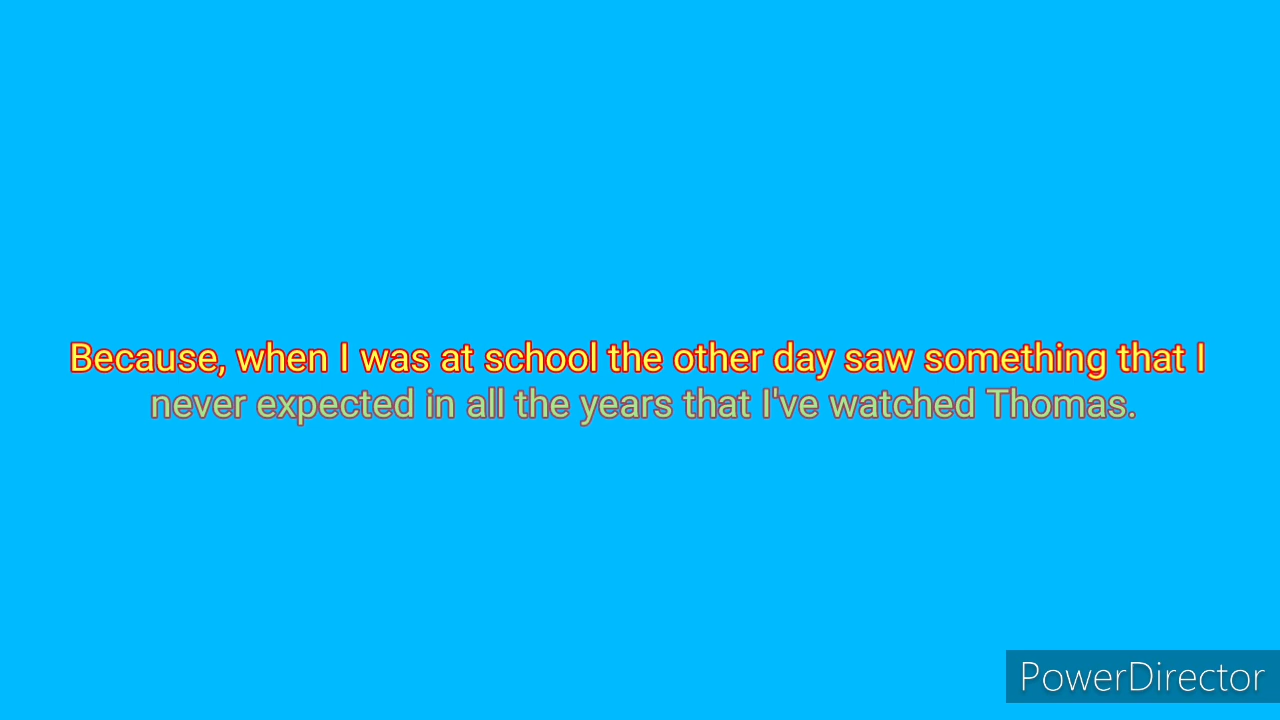 Because, when I was at school the other day saw something that I
never expected in all the years that I've watched Thomas.
PowerDirector